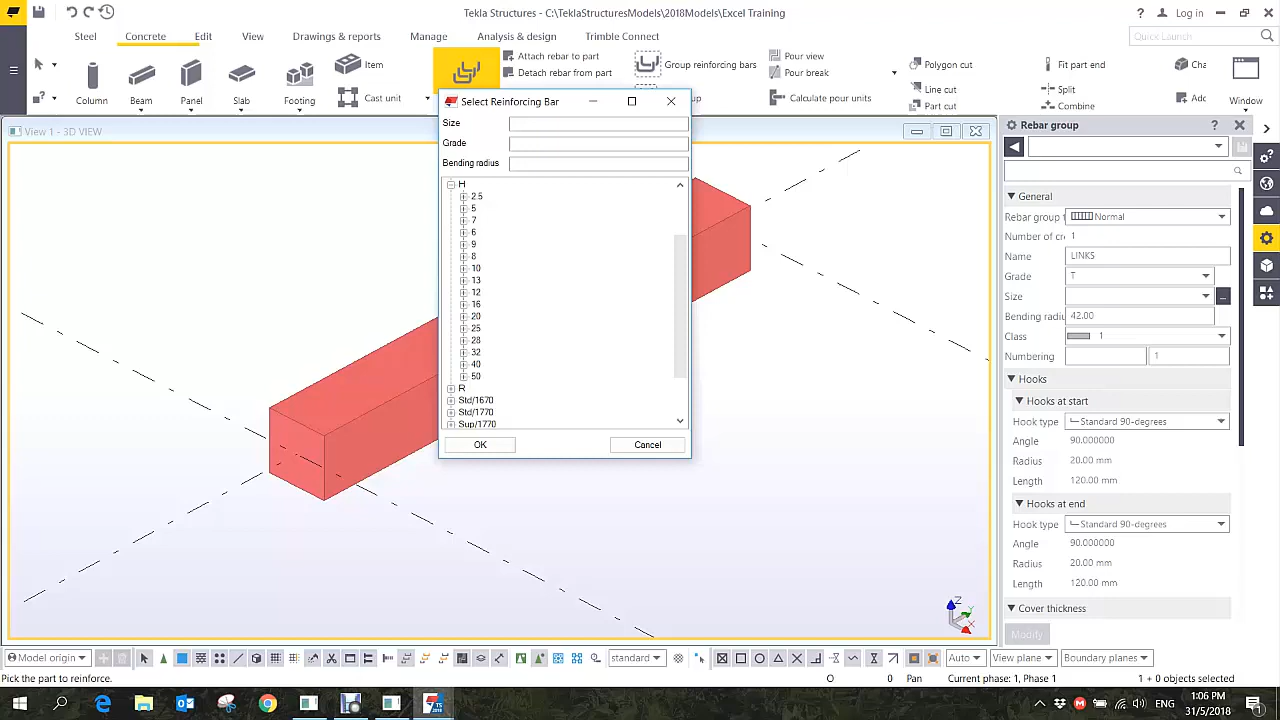 Tekla Structures - C:\TeklaStructuresModels\2018Models\Excel Training
? Log in
Steel Concrete Edit View Drawings & reports Manage Analysis & design Trimble Connect Quick Launch
Column Beam Panel Slab Footing
Item
Cast unit
Attach rebar to part
Detach rebar from part
Group reinforcing bars
Pour view
Pour break
Calculate pour units
Polygon cut
Line cut
Part cut
Fit part end
Split
Combine
Window
View 1 - 3D VIEW
Select Reinforcing Bar
Size
Grade
Bending radius
H
2.5
5
7
6
9
8
10
13
12
16
20
25
28
32
40
50
R
Std/1670
Std/1770
Sup/1770
OK Cancel
Z
Y
X
Rebar group ?
General
Rebar group t Normal
Number of cr 1
Name LINKS
Grade T
Size
Bending radiu 42.00
Class 1
Numbering 1
Hooks
Hooks at start
Hook type Standard 90-degrees
Angle 90.000000
Radius 20.00 mm
Length 120.00 mm
Hooks at end
Hook type Standard 90-degrees
Angle 90.000000
Radius 20.00 mm
Length 120.00 mm
Cover thickness
Modify
Model origin standard Auto View plane Boundary planes
Pick the part to reinforce. O 0 Pan Current phase: 1, Phase 1 1 + 0 objects selected
ENG 1:06 PM
31/5/2018